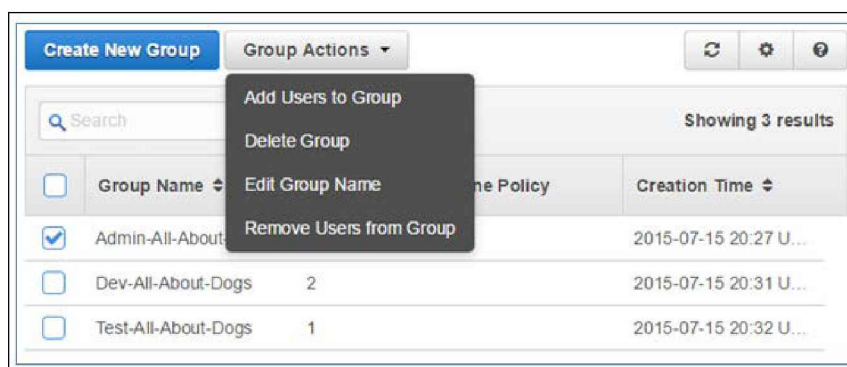 Create New Group
Group Actions
Add Users to Group
Search
Showing 3 results
Delete Group
Group Name
Edit Group Name
ne Policy
Creation Time
Admin-All-About-
Remove Users from Group
2015-07-15 20:27 U...
Dev-All-About-Dogs 2 2015-07-15 20:31 U...
Test-All-About-Dogs 1 2015-07-15 20:32 U...